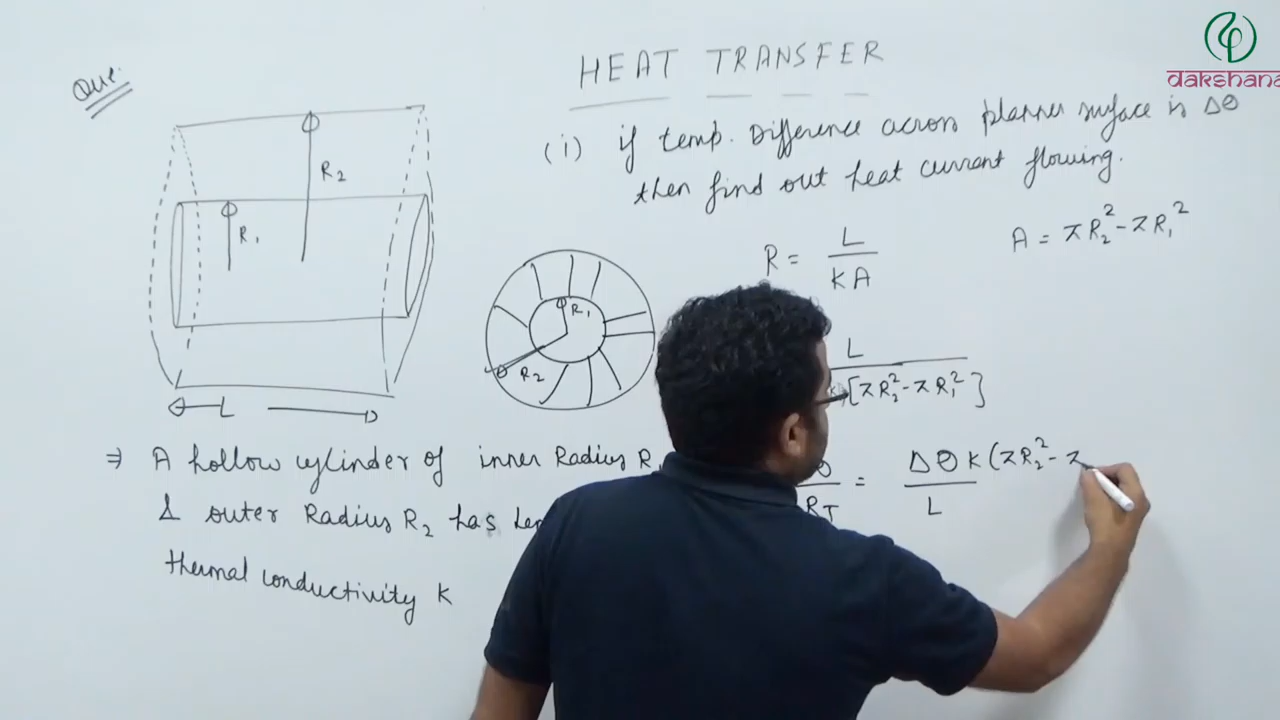 dakshana
Que.
HEAT TRANSFER
(i) if temp. Difference across planner surface is Δθ
then find out heat current flowing.
R₂
R₁
L
R₁
R₂
R = L / KA
A = πR₂² - πR₁²
L / K[πR₂² - πR₁²]
θ / R_T = Δθ K (πR₂² - π / L
⇒ A hollow cylinder of inner Radius R
& outer Radius R₂ has len
thermal conductivity K